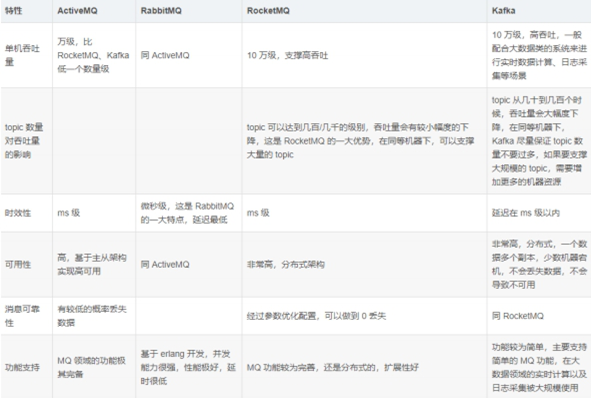 特性 ActiveMQ RabbitMQ RocketMQ Kafka
单机吞吐量
万级，比
RocketMQ、Kafka
低一个数量级
同 ActiveMQ
10 万级，支撑高吞吐
10 万级，高吞吐，一般
配合大数据类的系统来进
行实时数据计算、日志采
集等场景
topic 数量
对吞吐量
的影响
topic 可以达到几百/几千的级别，吞吐量会有较小幅度的下
降，这是 RocketMQ 的一大优势，在同等机器下，可以支撑
大量的 topic
topic 从几十到几百个时
候，吞吐量会大幅度下
降，在同等机器下，
Kafka 尽量保证 topic 数
量不要过多，如果要支撑
大规模的 topic，需要增
加更多的机器资源
时效性
ms 级
微秒级，这是 RabbitMQ
的一大特点，延迟最低
ms 级
延迟在 ms 级以内
可用性
高，基于主从架构
实现高可用
同 ActiveMQ
非常高，分布式架构
非常高，分布式，一个数
据多个副本，少数机器宕
机，不会丢失数据，不会
导致不可用
消息可靠
性
有较低的概率丢失
数据
经过参数优化配置，可以做到 0 丢失
同 RocketMQ
功能支持
MQ 领域的功能极
其完备
基于 erlang 开发，并发
能力很强，性能极好，延
时很低
MQ 功能较为完善，还是分布式的，扩展性好
功能较为简单，主要支持
简单的 MQ 功能，在大
数据领域的实时计算以及
日志采集被大规模使用